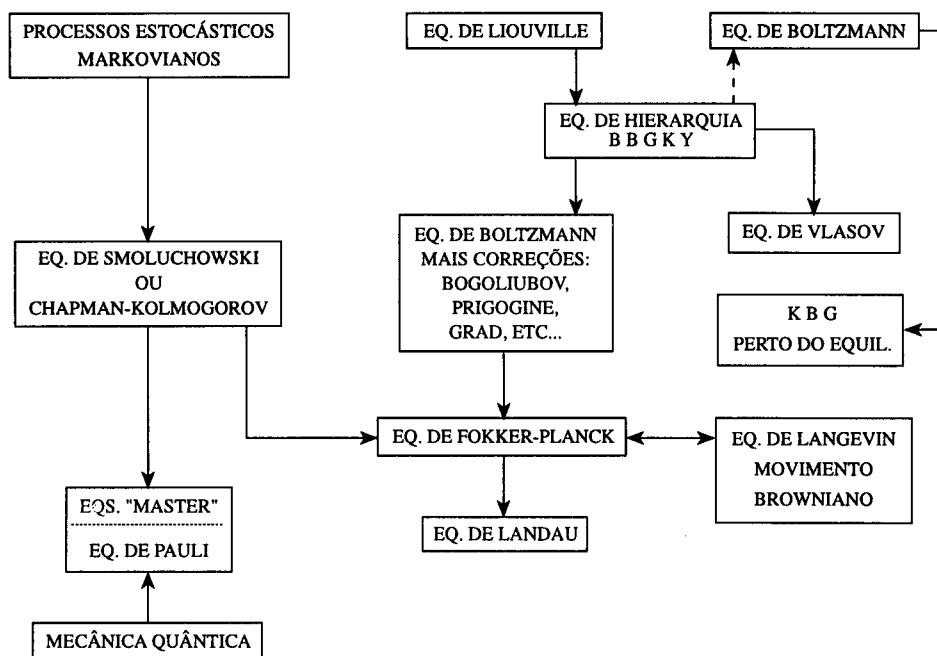 PROCESSOS ESTOCÁSTICOS
MARKOVIANOS
EQ. DE LIOUVILLE
EQ. DE BOLTZMANN
EQ. DE HIERARQUIA
B B G K Y
EQ. DE SMOLUCHOWSKI
OU
CHAPMAN-KOLMOGOROV
EQ. DE BOLTZMANN
MAIS CORREÇÕES:
BOGOLIUBOV,
PRIGOGINE,
GRAD, ETC...
EQ. DE VLASOV
K B G
PERTO DO EQUIL.
EQ. DE FOKKER-PLANCK
EQ. DE LANGEVIN
MOVIMENTO
BROWNIANO
EQS. "MASTER"
EQ. DE PAULI
EQ. DE LANDAU
MECÂNICA QUÂNTICA